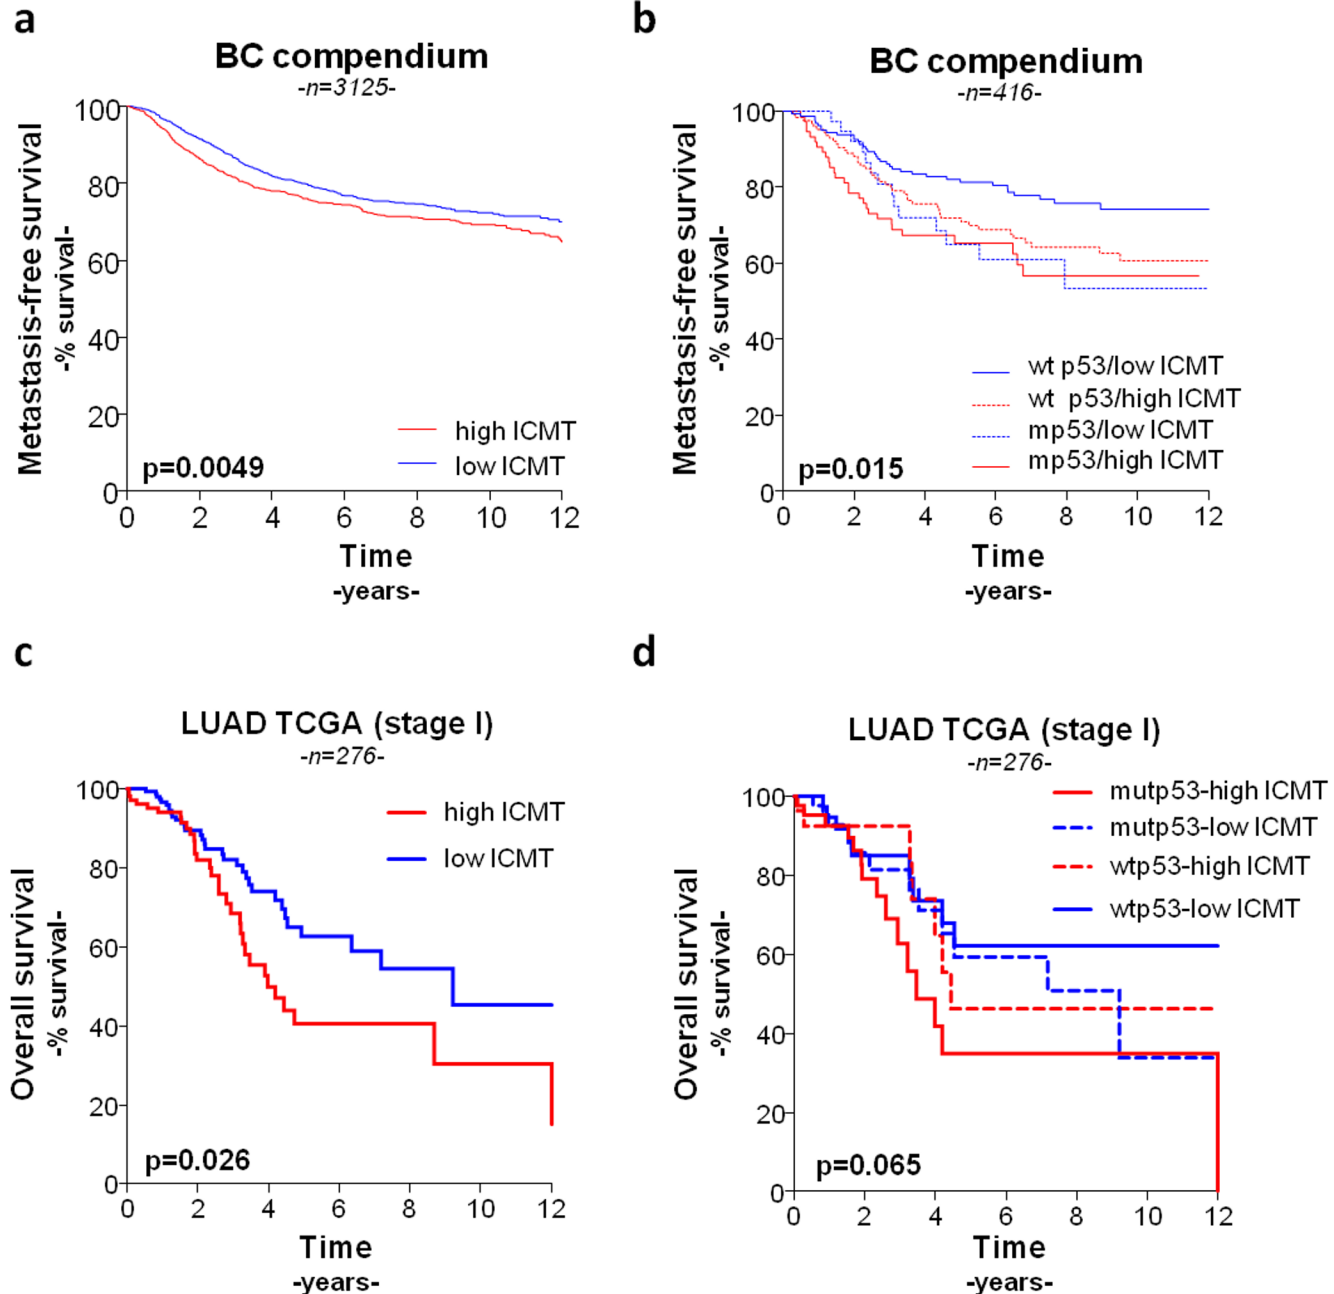 a
BC compendium
-n=3125-
Metastasis-free survival
-% survival-
100
80
60
40
20
0
high ICMT
low ICMT
p=0.0049
0 2 4 6 8 10 12
Time
-years-
b
BC compendium
-n=416-
Metastasis-free survival
-% survival-
100
80
60
40
20
0
wt p53/low ICMT
wt p53/high ICMT
mp53/low ICMT
mp53/high ICMT
p=0.015
0 2 4 6 8 10 12
Time
-years-
c
LUAD TCGA (stage I)
-n=276-
Overall survival
-% survival-
100
80
60
40
20
0
high ICMT
low ICMT
p=0.026
0 2 4 6 8 10 12
Time
-years-
d
LUAD TCGA (stage I)
-n=276-
Overall survival
-% survival-
100
80
60
40
20
0
mutp53-high ICMT
mutp53-low ICMT
wtp53-high ICMT
wtp53-low ICMT
p=0.065
0 2 4 6 8 10 12
Time
-years-